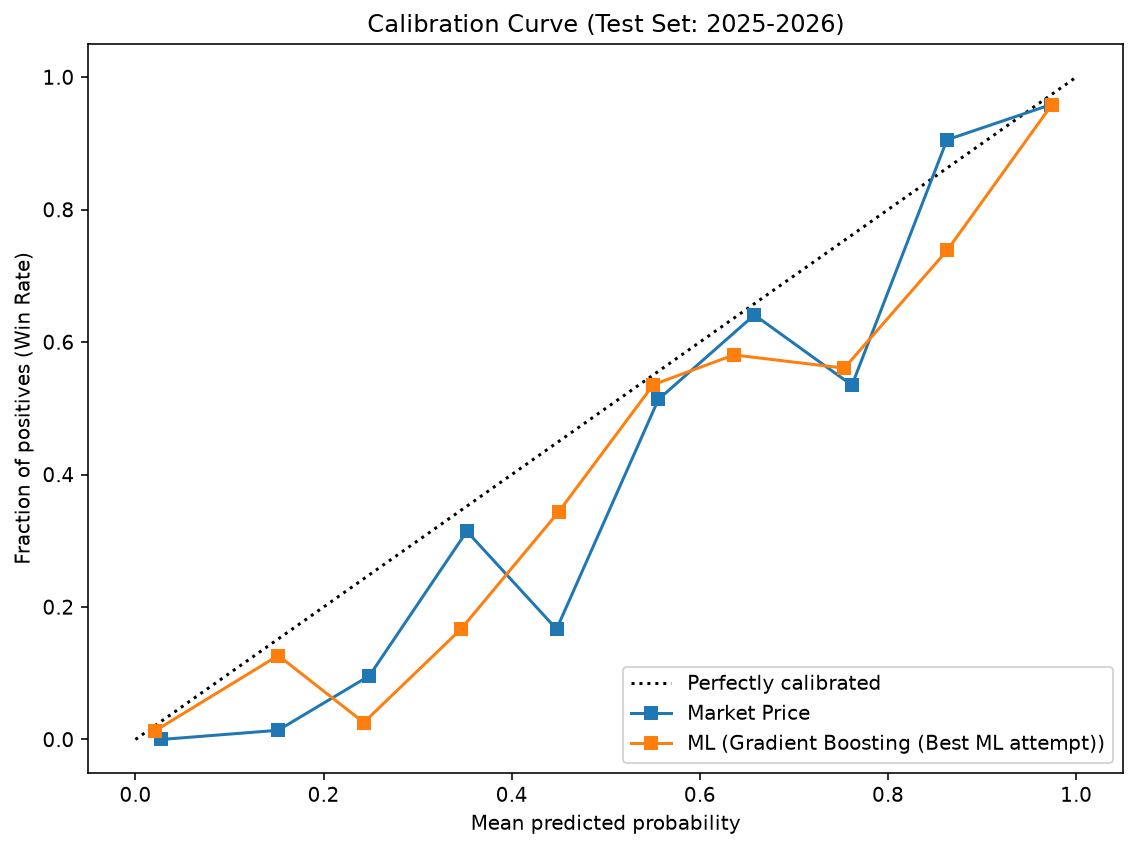 Calibration Curve (Test Set: 2025-2026)
Fraction of positives (Win Rate)
1.0
0.8
0.6
0.4
0.2
0.0
Perfectly calibrated
Market Price
ML (Gradient Boosting (Best ML attempt))
0.0 0.2 0.4 0.6 0.8 1.0
Mean predicted probability